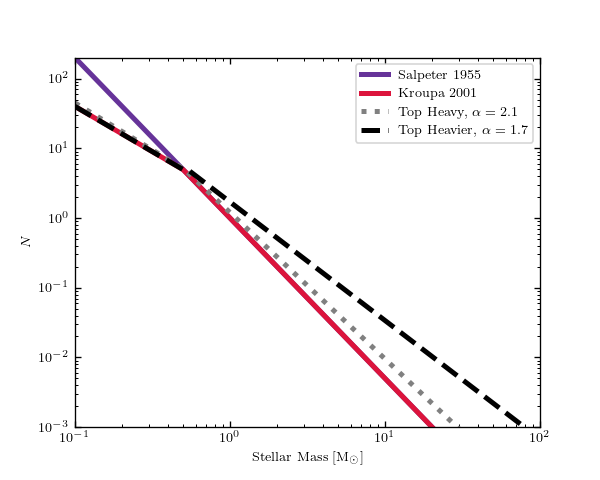 Salpeter 1955
Kroupa 2001
Top Heavy, α = 2.1
Top Heavier, α = 1.7
10²
10¹
10⁰
10⁻¹
10⁻²
10⁻³
N
10⁻¹ 10⁰ 10¹ 10²
Stellar Mass [M☉]